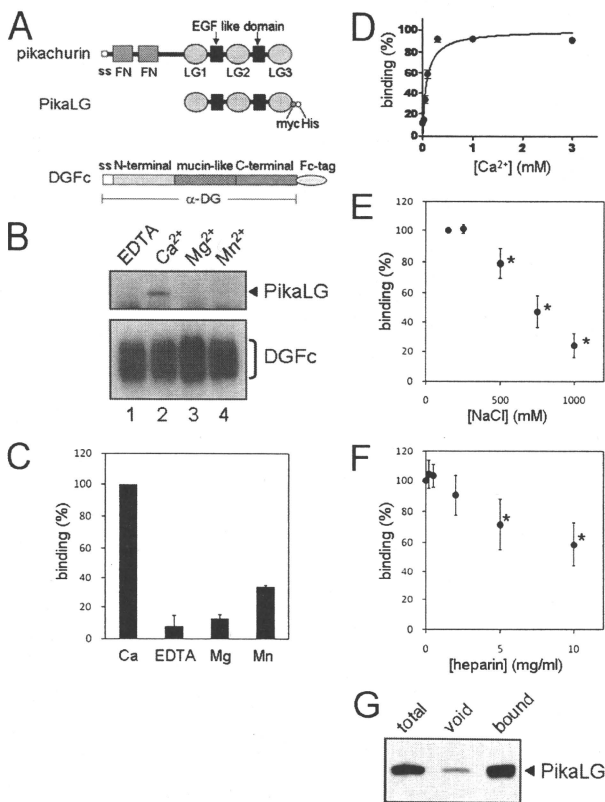 A
EGF like domain
pikachurin
ss FN FN LG1 LG2 LG3
PikaLG
myc His
ss N-terminal mucin-like C-terminal Fc-tag
DGFc
α-DG
B
EDTA Ca2+ Mg2+ Mn2+
PikaLG
DGFc
1 2 3 4
C
binding (%)
120
100
80
60
40
20
0
Ca EDTA Mg Mn
D
binding (%)
100
80
60
40
20
0
0 1 2 3
[Ca2+] (mM)
E
binding (%)
120
100
80
60
40
20
0
* * *
0 500 1000
[NaCl] (mM)
F
binding (%)
120
100
80
60
40
20
0
* *
0 5 10
[heparin] (mg/ml)
G
total void bound
PikaLG